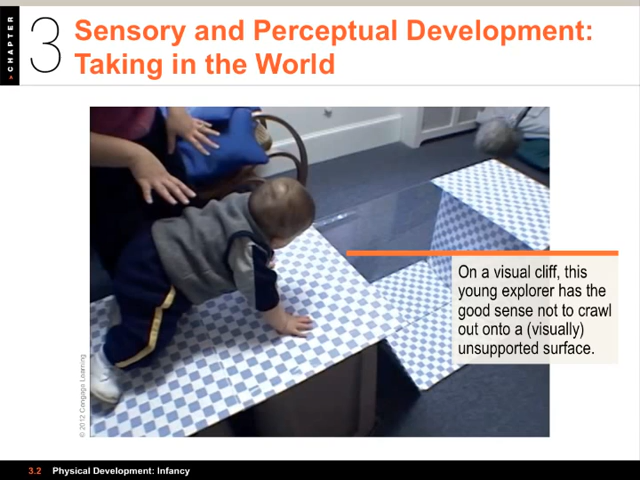 CHAPTER
3
Sensory and Perceptual Development:
Taking in the World
On a visual cliff, this
young explorer has the
good sense not to crawl
out onto a (visually)
unsupported surface.
© 2012 Cengage Learning
3.2 Physical Development: Infancy